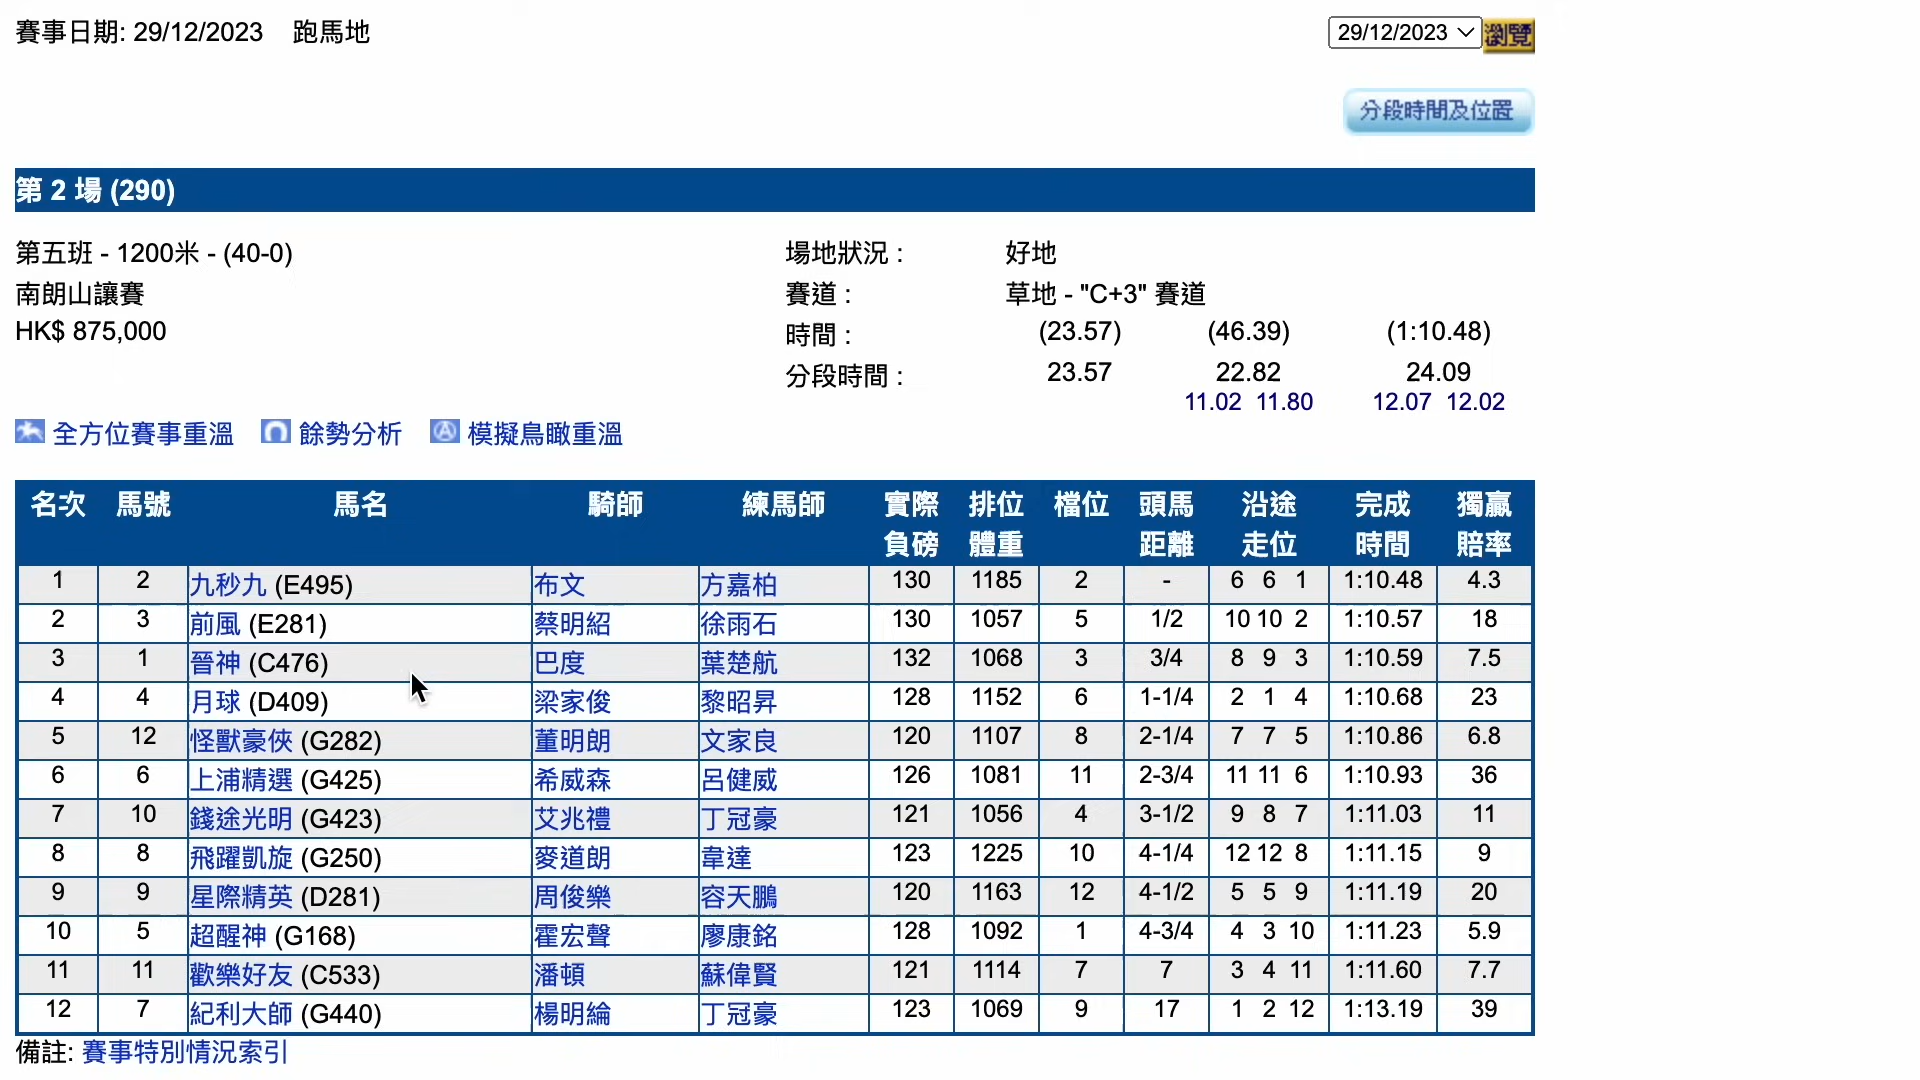 賽事日期: 29/12/2023 跑馬地 29/12/2023 瀏覽
分段時間及位置
第 2 場 (290)
第五班 - 1200米 - (40-0) 場地狀況 : 好地
南朗山讓賽 賽道 : 草地 - "C+3" 賽道
HK$ 875,000 時間 : (23.57) (46.39) (1:10.48)
分段時間 : 23.57 22.82 24.09
11.02 11.80 12.07 12.02
全方位賽事重溫 餘勢分析 模擬鳥瞰重溫
名次 馬號 馬名 騎師 練馬師 實際 排位 檔位 頭馬 沿途 完成 獨贏
負磅 體重 距離 走位 時間 賠率
1 2 九秒九 (E495) 布文 方嘉柏 130 1185 2 - 6 6 1 1:10.48 4.3
2 3 前風 (E281) 蔡明紹 徐雨石 130 1057 5 1/2 10 10 2 1:10.57 18
3 1 晉神 (C476) 巴度 葉楚航 132 1068 3 3/4 8 9 3 1:10.59 7.5
4 4 月球 (D409) 梁家俊 黎昭昇 128 1152 6 1-1/4 2 1 4 1:10.68 23
5 12 怪獸豪俠 (G282) 董明朗 文家良 120 1107 8 2-1/4 7 7 5 1:10.86 6.8
6 6 上浦精選 (G425) 希威森 呂健威 126 1081 11 2-3/4 11 11 6 1:10.93 36
7 10 錢途光明 (G423) 艾兆禮 丁冠豪 121 1056 4 3-1/2 9 8 7 1:11.03 11
8 8 飛躍凱旋 (G250) 麥道朗 韋達 123 1225 10 4-1/4 12 12 8 1:11.15 9
9 9 星際精英 (D281) 周俊樂 容天鵬 120 1163 12 4-1/2 5 5 9 1:11.19 20
10 5 超醒神 (G168) 霍宏聲 廖康銘 128 1092 1 4-3/4 4 3 10 1:11.23 5.9
11 11 歡樂好友 (C533) 潘頓 蘇偉賢 121 1114 7 7 3 4 11 1:11.60 7.7
12 7 紀利大師 (G440) 楊明綸 丁冠豪 123 1069 9 17 1 2 12 1:13.19 39
備註: 賽事特別情況索引